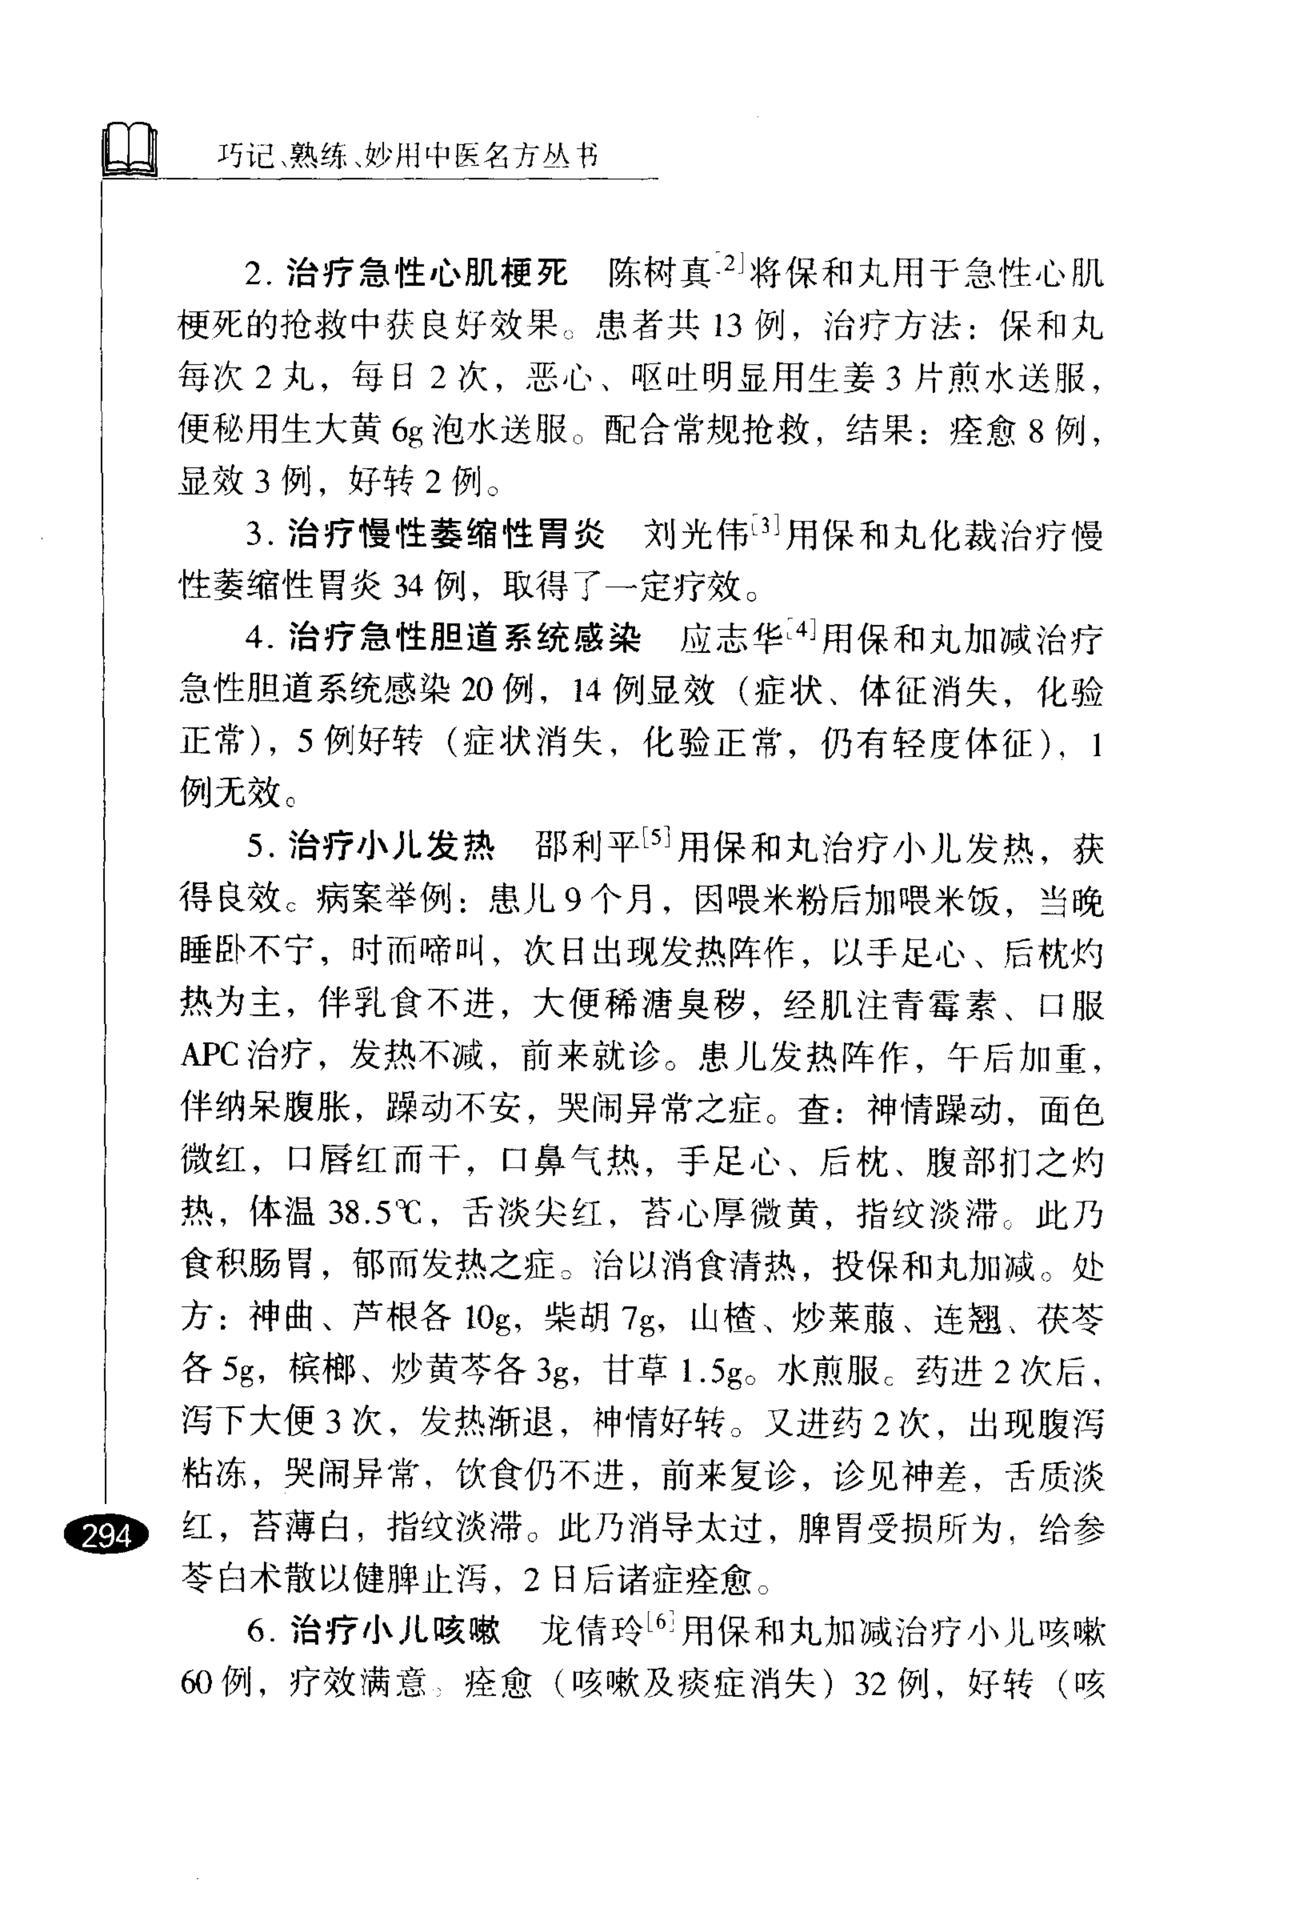 巧记、熟练、妙用中医名方丛书
2. 治疗急性心肌梗死 陈树真[2]将保和丸用于急性心肌
梗死的抢救中获良好效果。患者共 13 例，治疗方法：保和丸
每次 2 丸，每日 2 次，恶心、呕吐明显用生姜 3 片煎水送服，
便秘用生大黄 6g 泡水送服。配合常规抢救，结果：痊愈 8 例，
显效 3 例，好转 2 例。
3. 治疗慢性萎缩性胃炎 刘光伟[3]用保和丸化裁治疗慢
性萎缩性胃炎 34 例，取得了一定疗效。
4. 治疗急性胆道系统感染 应志华[4]用保和丸加减治疗
急性胆道系统感染 20 例，14 例显效（症状、体征消失，化验
正常），5 例好转（症状消失，化验正常，仍有轻度体征），1
例无效。
5. 治疗小儿发热 邵利平[5]用保和丸治疗小儿发热，获
得良效。病案举例：患儿 9 个月，因喂米粉后加喂米饭，当晚
睡卧不宁，时而啼叫，次日出现发热阵作，以手足心、后枕灼
热为主，伴乳食不进，大便稀溏臭秽，经肌注青霉素、口服
APC 治疗，发热不减，前来就诊。患儿发热阵作，午后加重，
伴纳呆腹胀，躁动不安，哭闹异常之症。查：神情躁动，面色
微红，口唇红而干，口鼻气热，手足心、后枕、腹部扪之灼
热，体温 38.5℃，舌淡尖红，苔心厚微黄，指纹淡滞。此乃
食积肠胃，郁而发热之症。治以消食清热，投保和丸加减。处
方：神曲、芦根各 10g，柴胡 7g，山楂、炒莱菔、连翘、茯苓
各 5g，槟榔、炒黄芩各 3g，甘草 1.5g。水煎服。药进 2 次后，
泻下大便 3 次，发热渐退，神情好转。又进药 2 次，出现腹泻
粘冻，哭闹异常，饮食仍不进，前来复诊，诊见神差，舌质淡
红，苔薄白，指纹淡滞。此乃消导太过，脾胃受损所为，给参
苓白术散以健脾止泻，2 日后诸症痊愈。
6. 治疗小儿咳嗽 龙倩玲[6]用保和丸加减治疗小儿咳嗽
60 例，疗效满意。痊愈（咳嗽及痰症消失）32 例，好转（咳
294